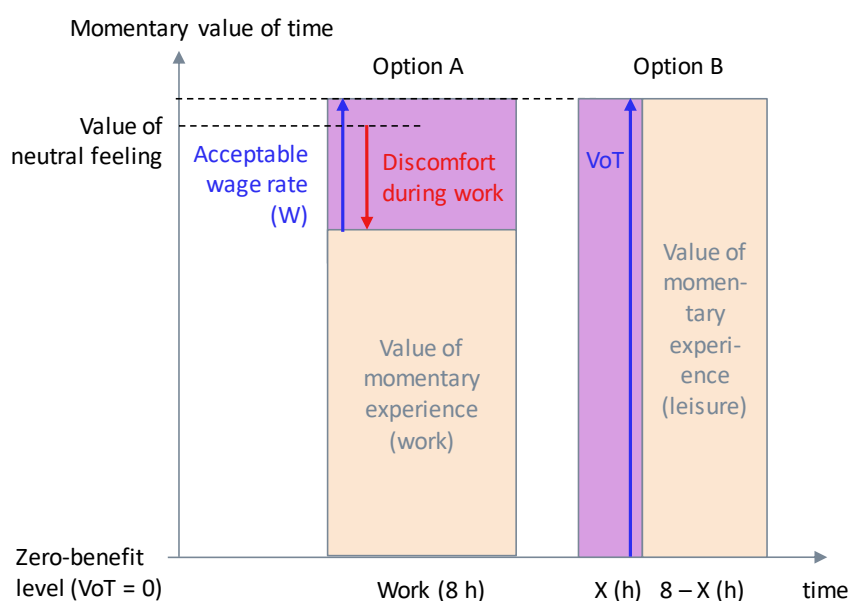 Momentary value of time
Option A
Option B
Value of
neutral feeling
Acceptable
wage rate
(W)
Discomfort
during work
VoT
Value of
momentary
experience
(work)
Value of
momen-
tary
experi-
ence
(leisure)
Zero-benefit
level (VoT = 0)
Work (8 h)
X (h)
8 – X (h)
time